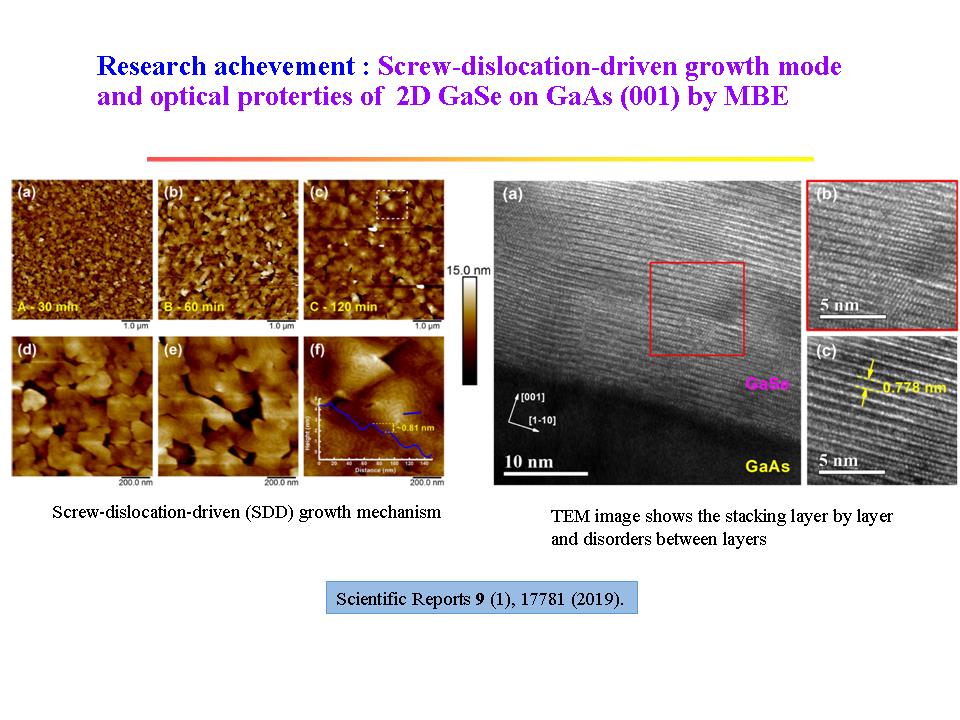 Research achevement : Screw-dislocation-driven growth mode
and optical proterties of 2D GaSe on GaAs (001) by MBE
(a)
A - 30 min
1.0 µm
(b)
B - 60 min
1.0 µm
(c)
C - 120 min
1.0 µm
15.0 nm
(d)
200.0 nm
(e)
200.0 nm
(f)
~0.81 nm
Height (nm)
0 20 40 60 80 100 120 140
Distance (nm)
200.0 nm
(a)
GaSe
[001]
[1-10]
10 nm
GaAs
(b)
5 nm
(c)
0.778 nm
5 nm
Screw-dislocation-driven (SDD) growth mechanism
TEM image shows the stacking layer by layer
and disorders between layers
Scientific Reports 9 (1), 17781 (2019).